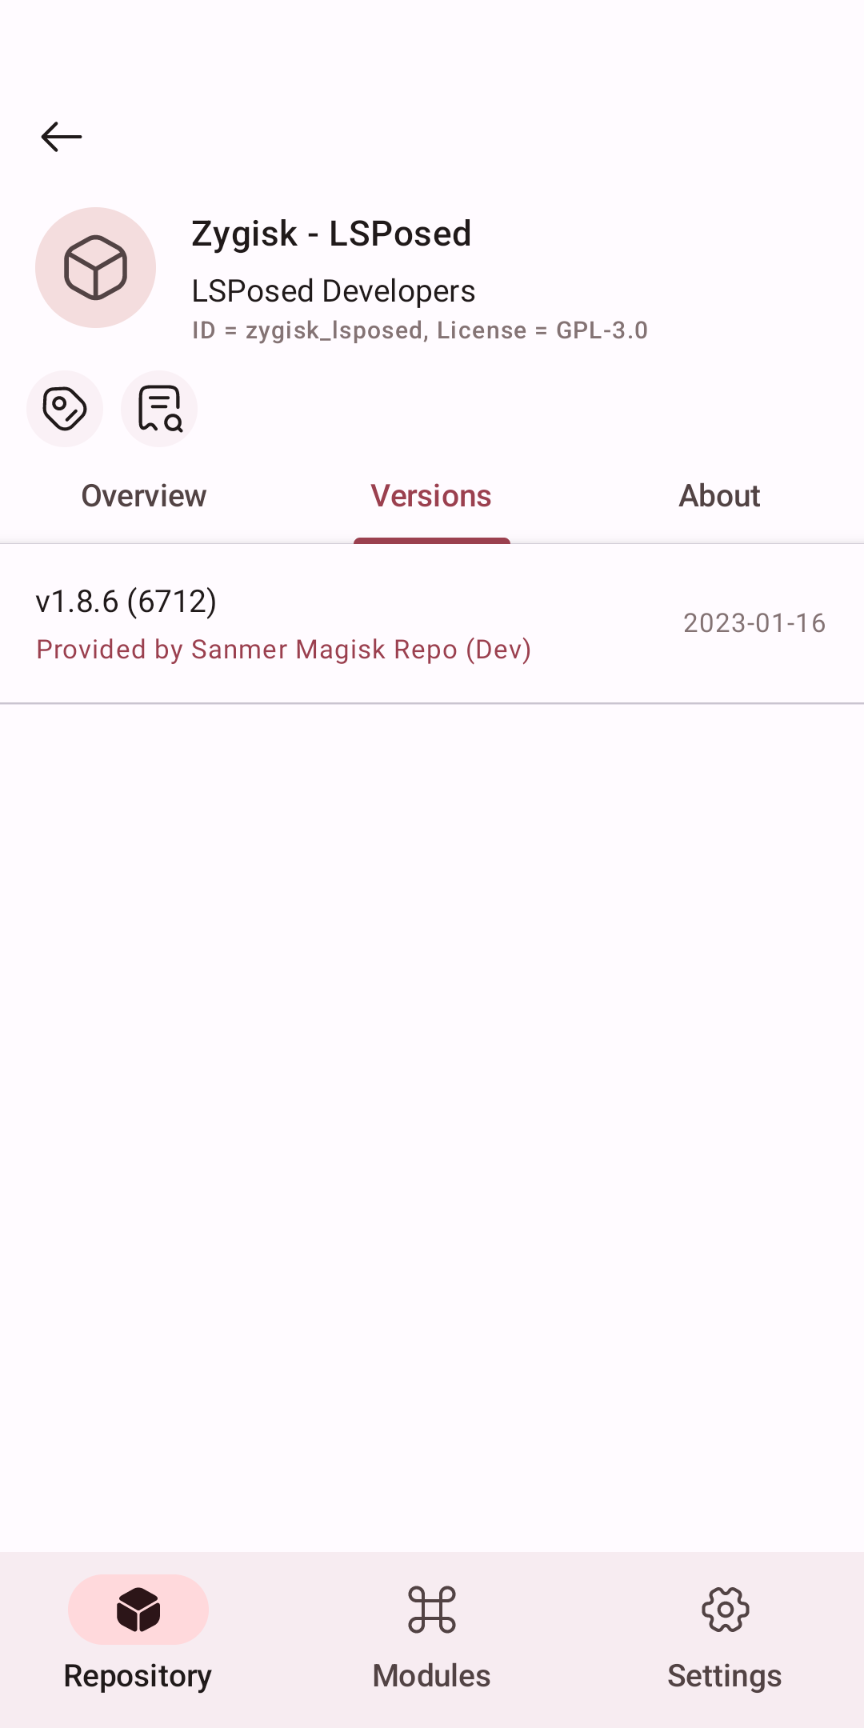 Zygisk - LSPosed
LSPosed Developers
ID = zygisk_lsposed, License = GPL-3.0
Overview
Versions
About
v1.8.6 (6712)
2023-01-16
Provided by Sanmer Magisk Repo (Dev)
Repository
Modules
Settings